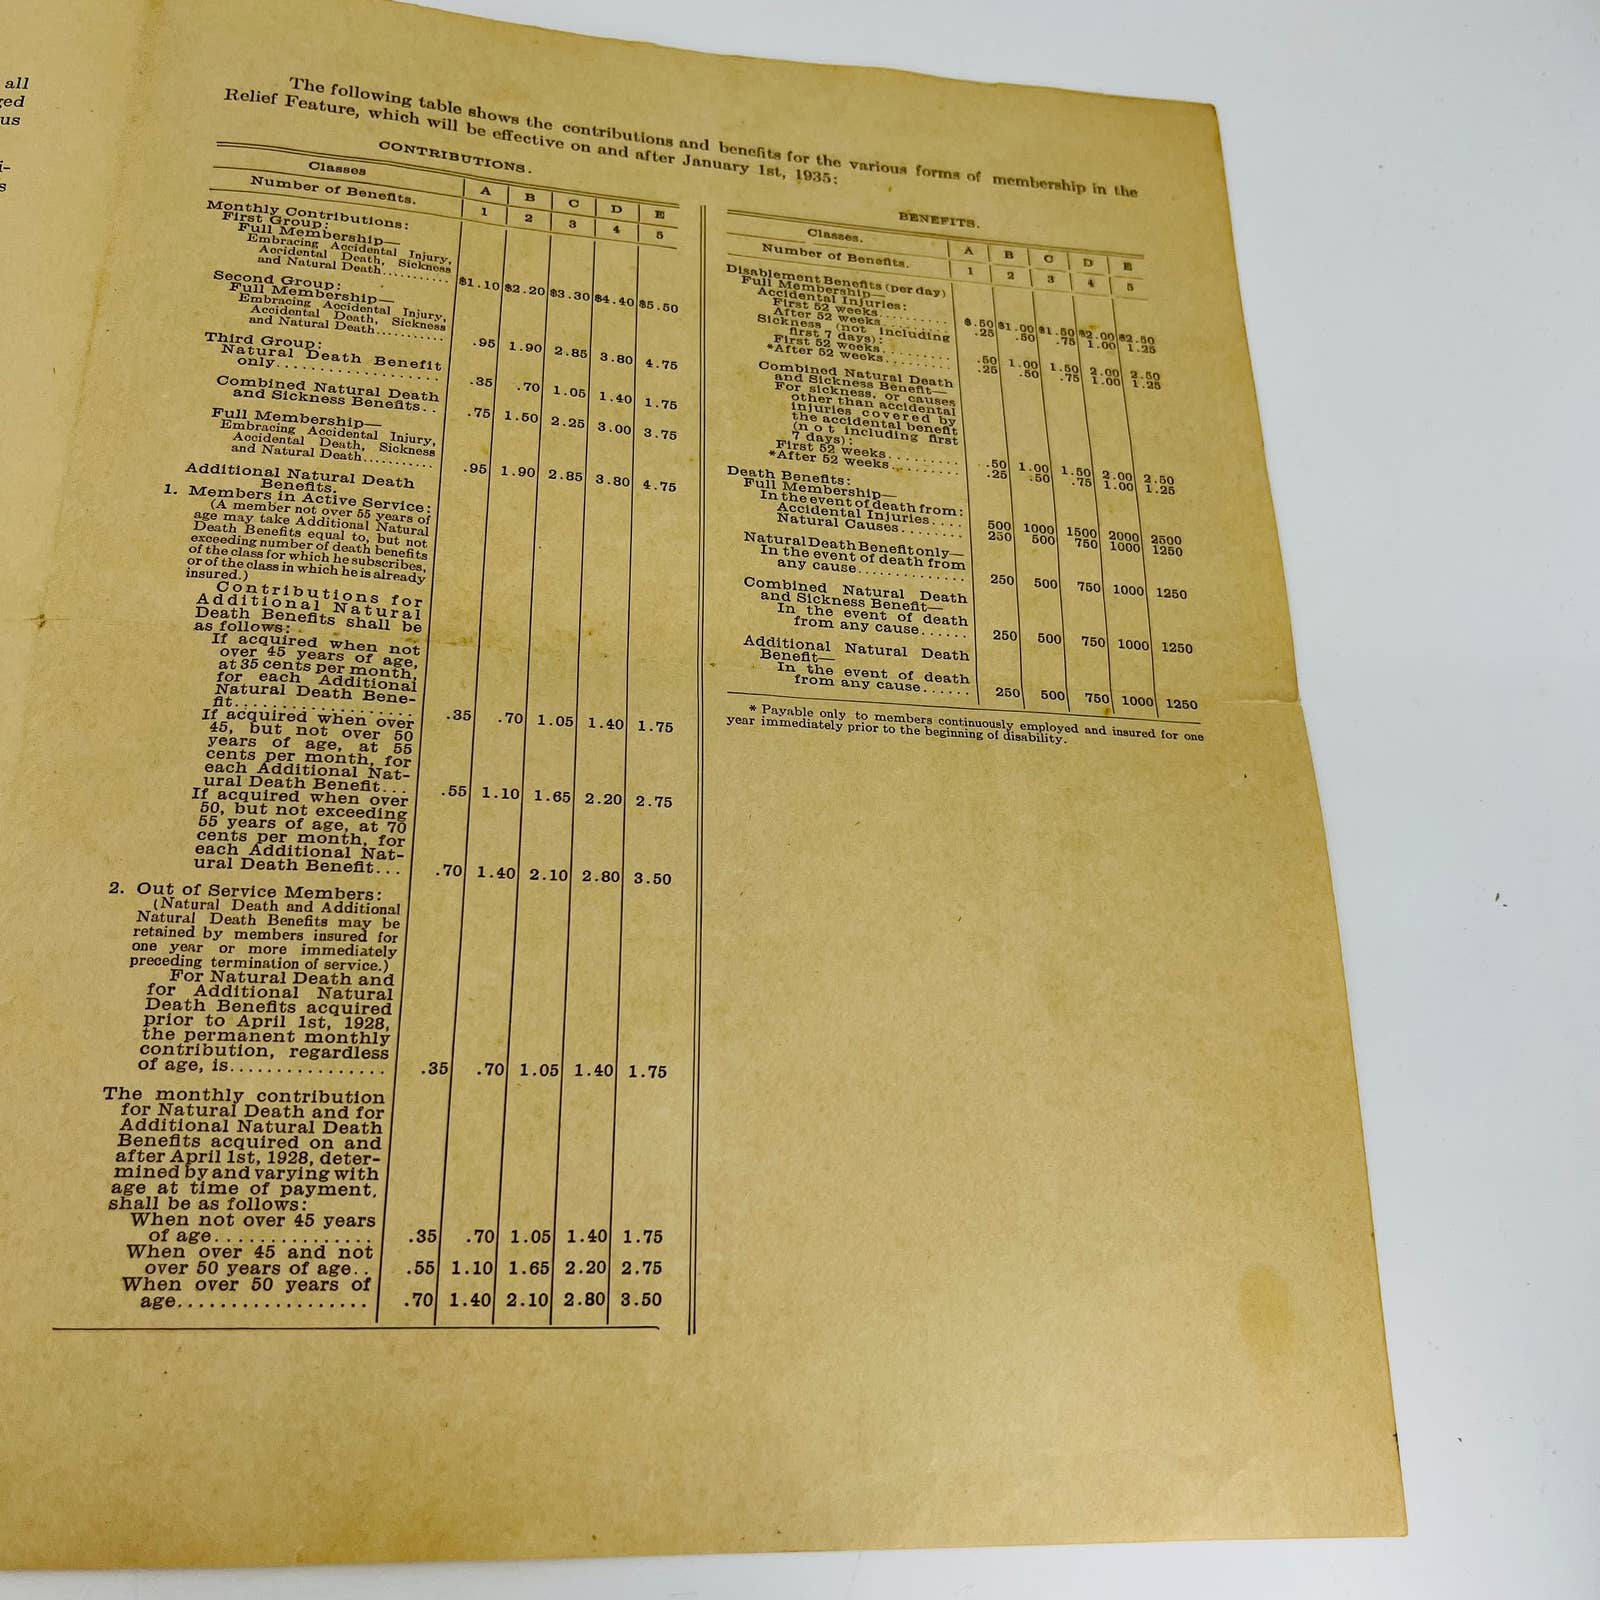 all
ged
us
i-
s
The following table shows the contributions and benefits for the various forms of membership in the
Relief Feature, which will be effective on and after January 1st, 1935:
CONTRIBUTIONS.
Classes A B C D E
Number of Benefits. 1 2 3 4 5
Monthly Contributions:
First Group:
Full Membership—
Embracing Accidental Injury,
Accidental Death, Sickness
and Natural Death........... $1.10 $2.20 $3.30 $4.40 $5.50
Second Group:
Full Membership—
Embracing Accidental Injury,
Accidental Death, Sickness
and Natural Death............ .95 1.90 2.85 3.80 4.75
Third Group:
Natural Death Benefit
only.................... .35 .70 1.05 1.40 1.75
Combined Natural Death
and Sickness Benefits.. .75 1.50 2.25 3.00 3.75
Full Membership—
Embracing Accidental Injury,
Accidental Death, Sickness
and Natural Death........... .95 1.90 2.85 3.80 4.75
Additional Natural Death
Benefits.
1. Members in Active Service:
(A member not over 55 years of
age may take Additional Natural
Death Benefits equal to, but not
exceeding number of death benefits
of the class for which he subscribes,
or of the class in which he is already
insured.)
Contributions for
Additional Natural
Death Benefits shall be
as follows:
If acquired when not
over 45 years of age,
at 35 cents per month,
for each Additional
Natural Death Bene-
fit.................... .35 .70 1.05 1.40 1.75
If acquired when over
45, but not over 50
years of age, at 55
cents per month, for
each Additional Nat-
ural Death Benefit... .55 1.10 1.65 2.20 2.75
If acquired when over
50, but not exceeding
55 years of age, at 70
cents per month, for
each Additional Nat-
ural Death Benefit... .70 1.40 2.10 2.80 3.50
2. Out of Service Members:
(Natural Death and Additional
Natural Death Benefits may be
retained by members insured for
one year or more immediately
preceding termination of service.)
For Natural Death and
for Additional Natural
Death Benefits acquired
prior to April 1st, 1928,
the permanent monthly
contribution, regardless
of age, is................ .35 .70 1.05 1.40 1.75
The monthly contribution
for Natural Death and for
Additional Natural Death
Benefits acquired on and
after April 1st, 1928, deter-
mined by and varying with
age at time of payment,
shall be as follows:
When not over 45 years
of age............... .35 .70 1.05 1.40 1.75
When over 45 and not
over 50 years of age.. .55 1.10 1.65 2.20 2.75
When over 50 years of
age.................. .70 1.40 2.10 2.80 3.50
BENEFITS.
Classes. A B C D E
Number of Benefits. 1 2 3 4 5
Disablement Benefits (per day)
Full Membership—
Accidental Injuries:
First 52 weeks.......... $.50 $1.00 $1.50 $2.00 $2.50
After 52 weeks.......... .25 .50 .75 1.00 1.25
Sickness (not including
first 7 days):
First 52 weeks.......... .50 1.00 1.50 2.00 2.50
*After 52 weeks......... .25 .50 .75 1.00 1.25
Combined Natural Death
and Sickness Benefit—
For sickness, or causes
other than accidental
injuries covered by
the accidental benefit
(not including first
7 days):
First 52 weeks......... .50 1.00 1.50 2.00 2.50
*After 52 weeks......... .25 .50 .75 1.00 1.25
Death Benefits:
Full Membership—
In the event of death from:
Accidental Injuries.... 500 1000 1500 2000 2500
Natural Causes........ 250 500 750 1000 1250
Natural Death Benefit only—
In the event of death from
any cause.............. 250 500 750 1000 1250
Combined Natural Death
and Sickness Benefit—
In the event of death
from any cause...... 250 500 750 1000 1250
Additional Natural Death
Benefit—
In the event of death
from any cause...... 250 500 750 1000 1250
* Payable only to members continuously employed and insured for one
year immediately prior to the beginning of disability.